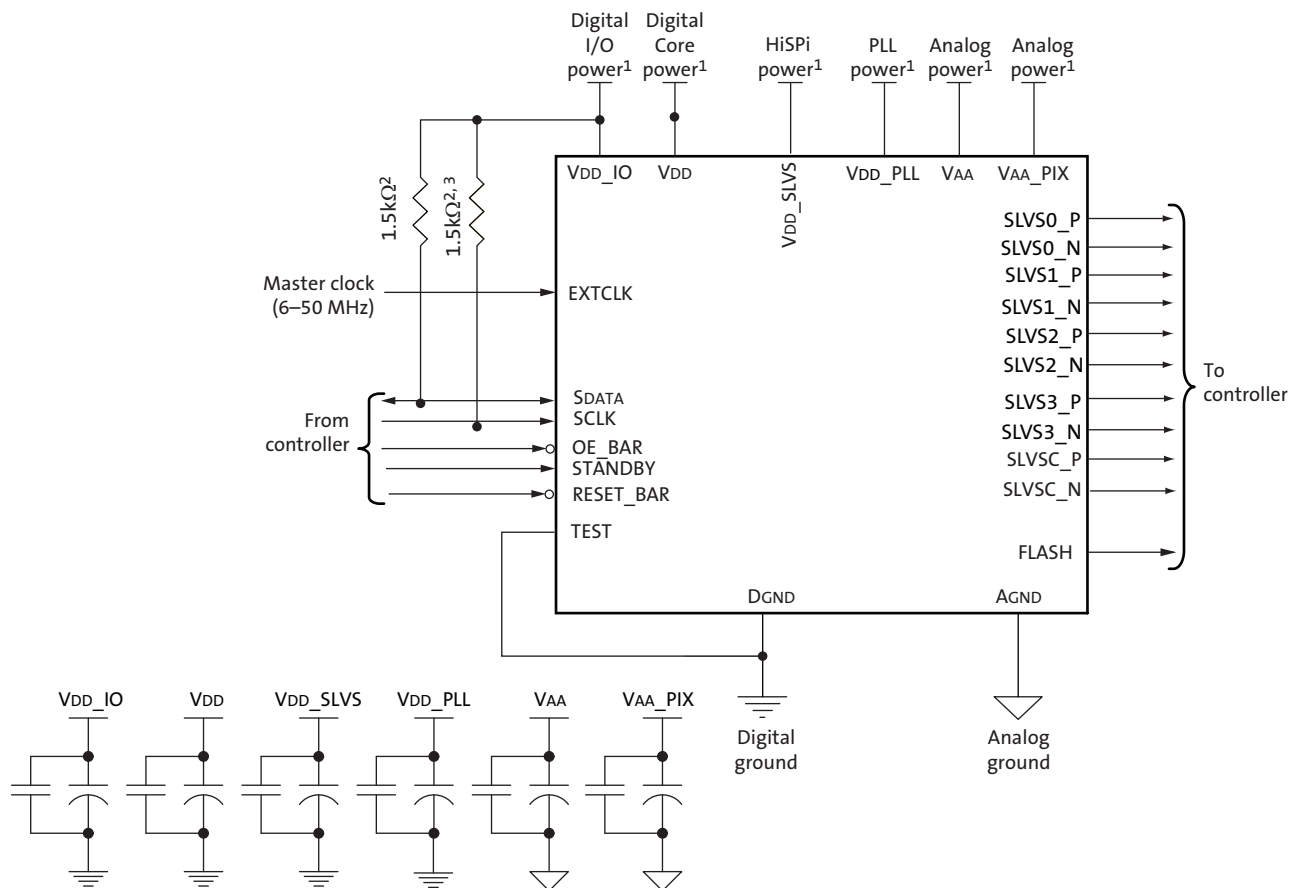 Digital
I/O
power1
Digital
Core
power1
HiSPi
power1
PLL
power1
Analog
power1
Analog
power1
VDD_IO
VDD
VDD_SLVS
VDD_PLL
VAA
VAA_PIX
1.5kΩ2
1.5kΩ2, 3
Master clock
(6–50 MHz)
EXTCLK
From
controller
SDATA
SCLK
OE_BAR
STANDBY
RESET_BAR
TEST
SLVS0_P
SLVS0_N
SLVS1_P
SLVS1_N
SLVS2_P
SLVS2_N
SLVS3_P
SLVS3_N
SLVSC_P
SLVSC_N
FLASH
To
controller
DGND
AGND
Digital
ground
Analog
ground
VDD_IO
VDD
VDD_SLVS
VDD_PLL
VAA
VAA_PIX